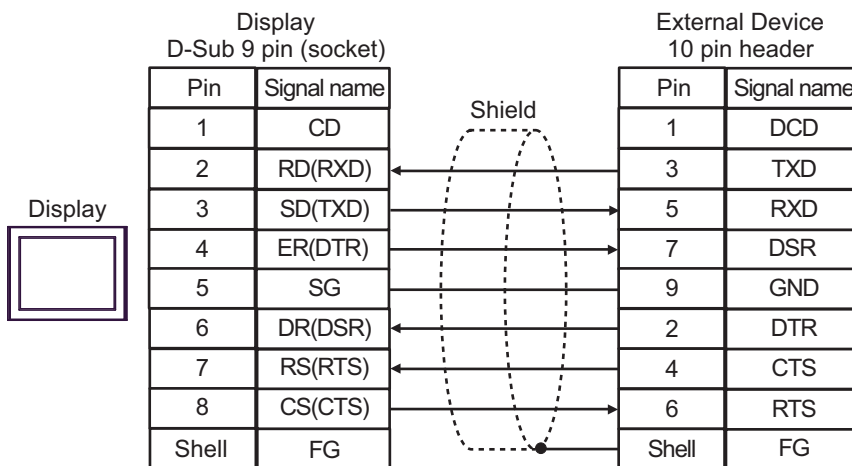 Display
D-Sub 9 pin (socket)
External Device
10 pin header
Pin Signal name Pin Signal name
Shield
1 CD 1 DCD
2 RD(RXD) 3 TXD
Display
3 SD(TXD) 5 RXD
4 ER(DTR) 7 DSR
5 SG 9 GND
6 DR(DSR) 2 DTR
7 RS(RTS) 4 CTS
8 CS(CTS) 6 RTS
Shell FG Shell FG